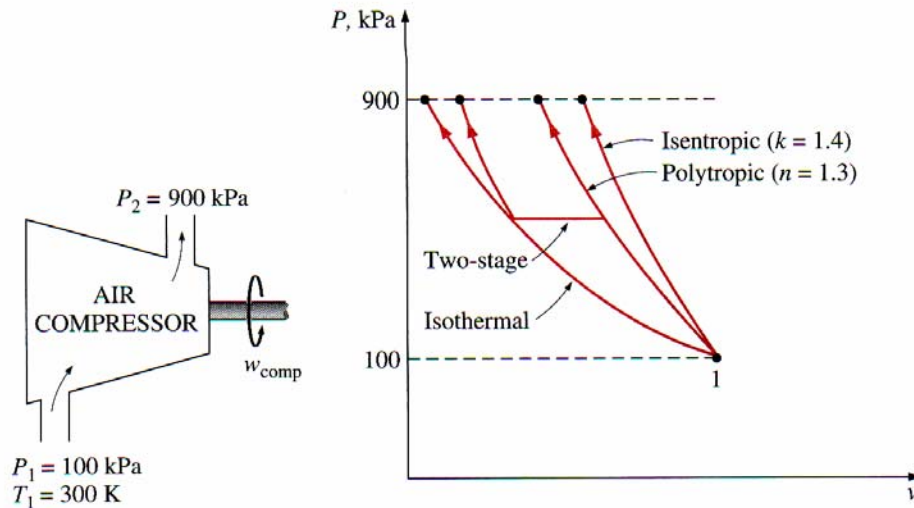 P₂ = 900 kPa
AIR
COMPRESSOR
w_comp
P₁ = 100 kPa
T₁ = 300 K
P, kPa
900
Isentropic (k = 1.4)
Polytropic (n = 1.3)
Two-stage
Isothermal
100
1